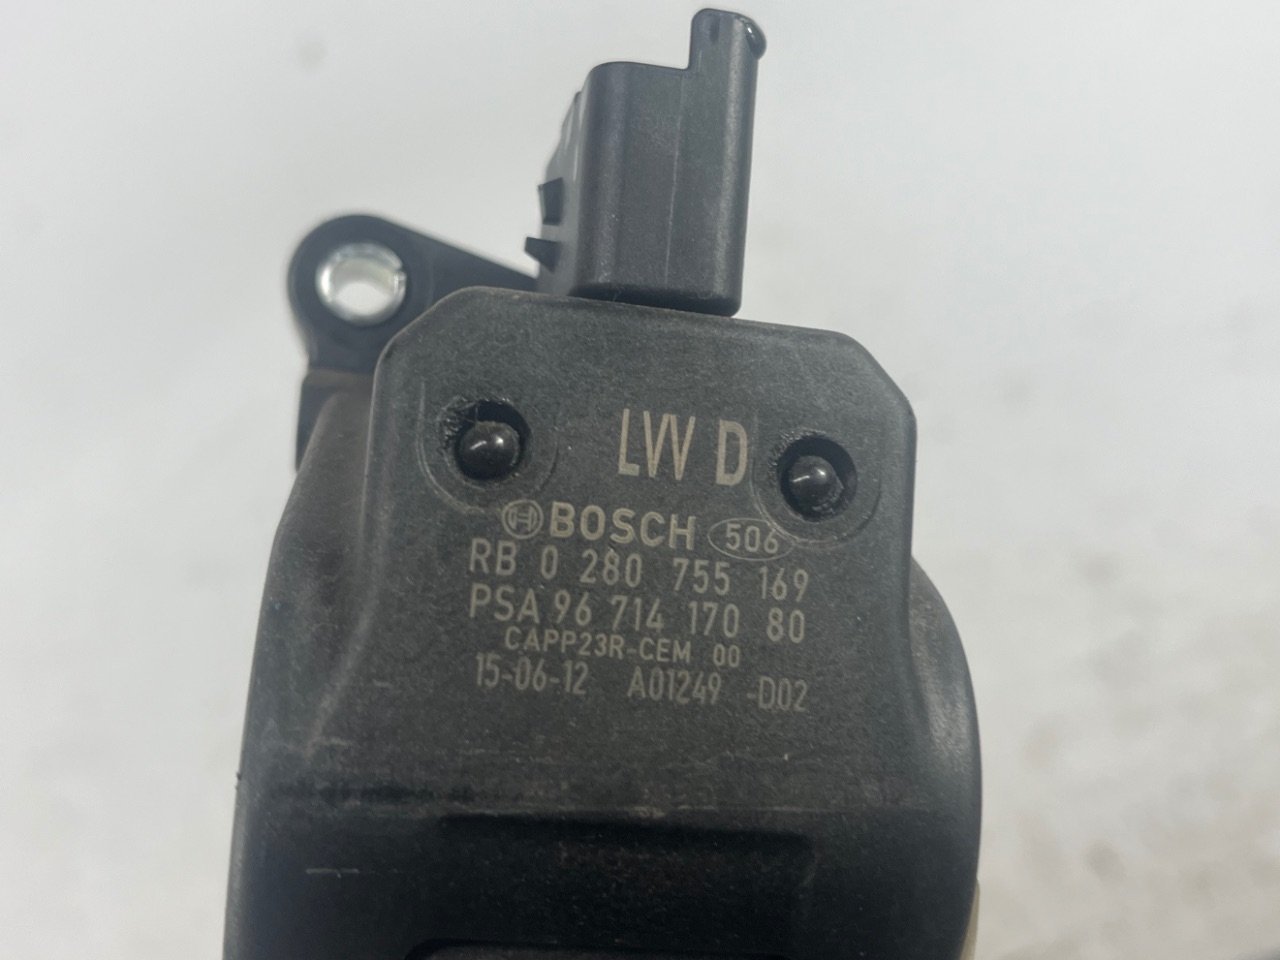 LW D
BOSCH 506
RB 0 280 755 169
PSA 96 714 170 80
CAPP23R-CEM 00
15-06-12 A01249 -D02